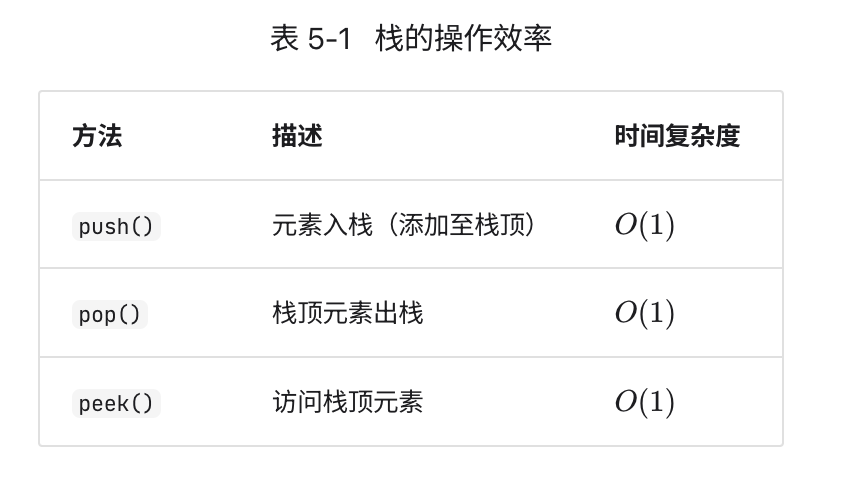 表 5-1 栈的操作效率
方法 描述 时间复杂度
push() 元素入栈（添加至栈顶） O(1)
pop() 栈顶元素出栈 O(1)
peek() 访问栈顶元素 O(1)